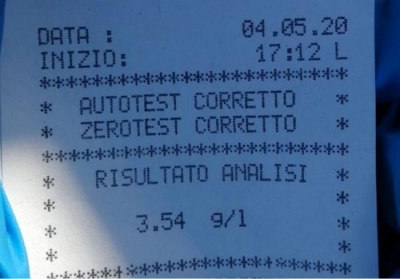 DATA : 04.05.20
INIZIO: 17:12 L
**********************
* AUTOTEST CORRETTO *
* ZEROTEST CORRETTO *
**********************
* RISULTATO ANALISI *
* *
* 3.54 g/l *
* *
**********************